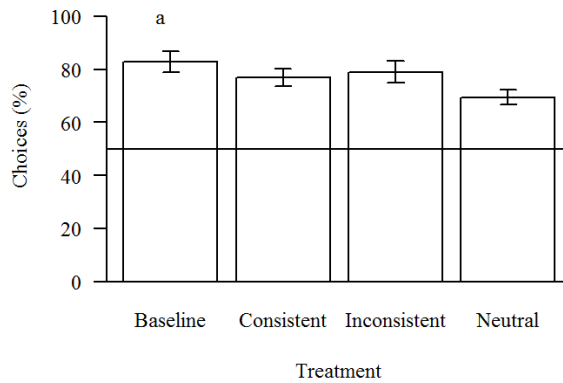 a
Choices (%)
100
80
60
40
20
0
Baseline Consistent Inconsistent Neutral
Treatment